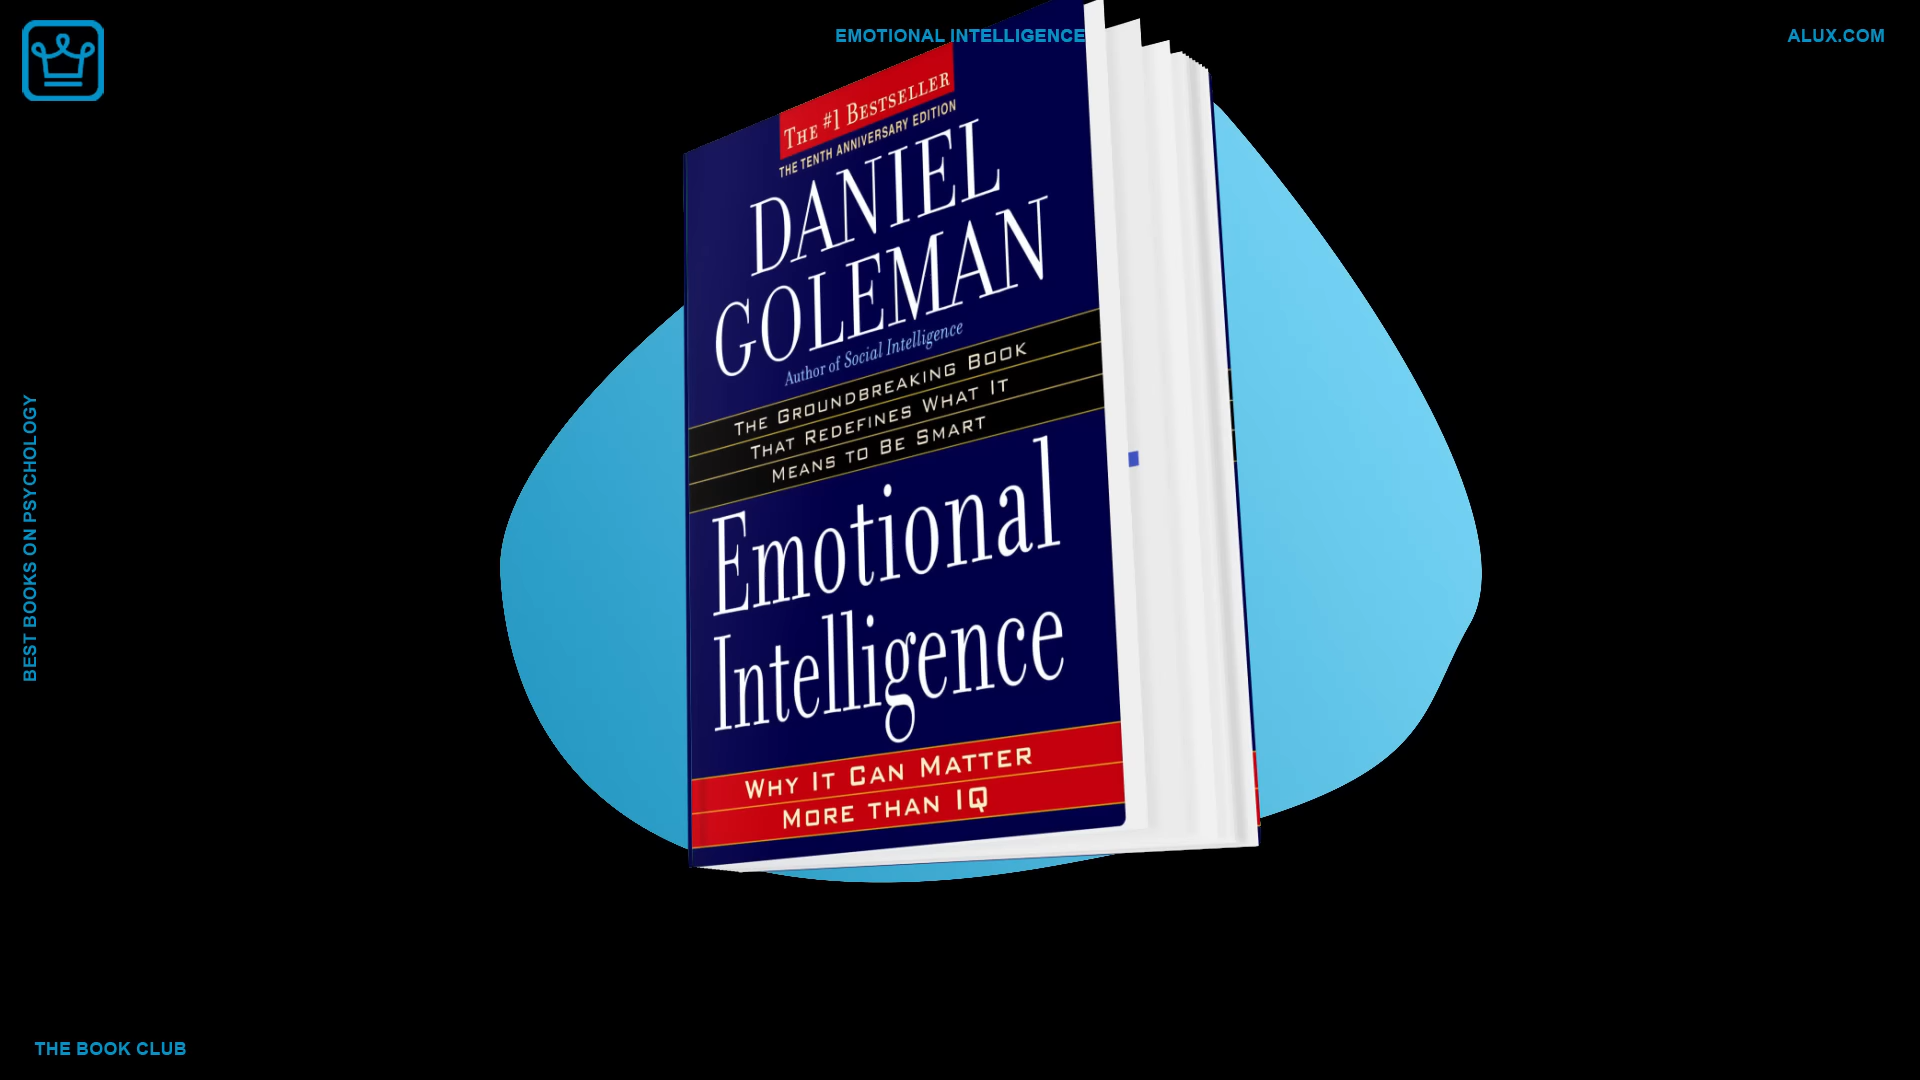 EMOTIONAL INTELLIGENCE
ALUX.COM
THE #1 BESTSELLER
THE TENTH ANNIVERSARY EDITION
DANIEL
GOLEMAN
Author of Social Intelligence
THE GROUNDBREAKING BOOK
THAT REDEFINES WHAT IT
MEANS TO BE SMART
Emotional
Intelligence
WHY IT CAN MATTER
MORE THAN IQ
BEST BOOKS ON PSYCHOLOGY
THE BOOK CLUB